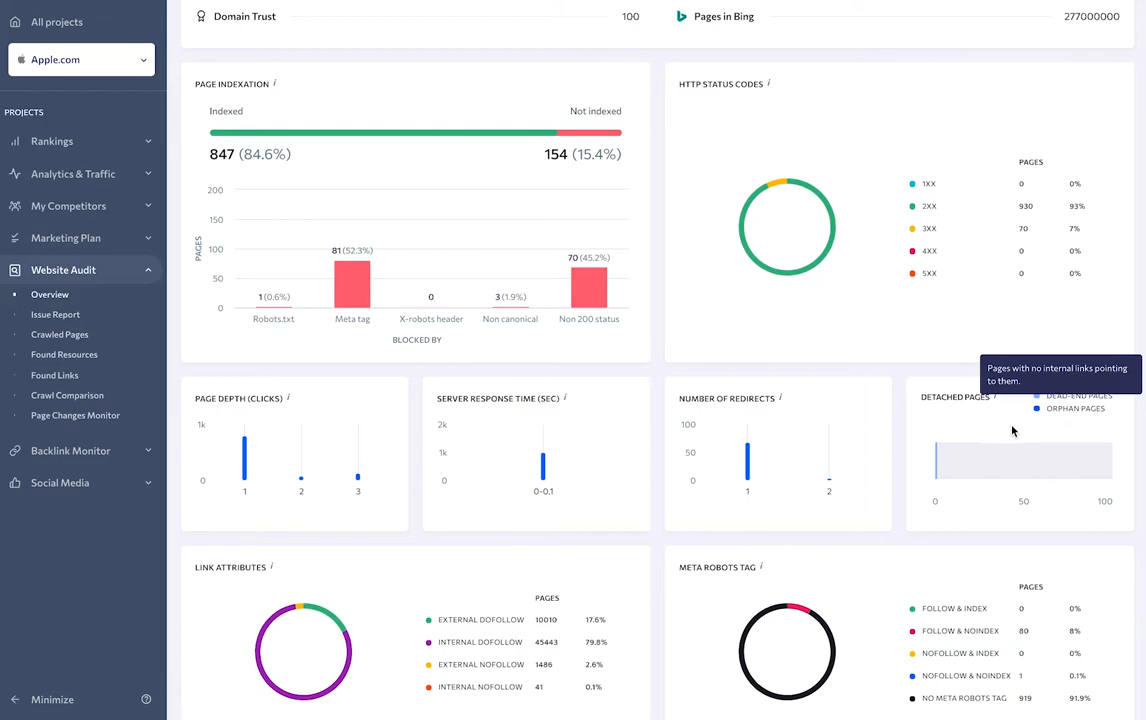 All projects
Apple.com
PROJECTS
Rankings
Analytics & Traffic
My Competitors
Marketing Plan
Website Audit
Overview
Issue Report
Crawled Pages
Found Resources
Found Links
Crawl Comparison
Page Changes Monitor
Backlink Monitor
Social Media
Minimize
Domain Trust 100
Pages in Bing 277000000
PAGE INDEXATION i
Indexed Not indexed
847 (84.6%) 154 (15.4%)
200
150
100
50
0
PAGES
1 (0.6%)
81 (52.3%)
0
3 (1.9%)
70 (45.2%)
Robots.txt Meta tag X-robots header Non canonical Non 200 status
BLOCKED BY
HTTP STATUS CODES i
PAGES
1XX 0 0%
2XX 930 93%
3XX 70 7%
4XX 0 0%
5XX 0 0%
PAGE DEPTH (CLICKS) i
1k
0
1 2 3
SERVER RESPONSE TIME (SEC) i
2k
1k
0
0-0.1
NUMBER OF REDIRECTS i
100
50
0
1 2
Pages with no internal links pointing
to them.
DETACHED PAGES i
DEAD-END PAGES
ORPHAN PAGES
0 50 100
LINK ATTRIBUTES i
PAGES
EXTERNAL DOFOLLOW 10010 17.6%
INTERNAL DOFOLLOW 45443 79.8%
EXTERNAL NOFOLLOW 1486 2.6%
INTERNAL NOFOLLOW 41 0.1%
META ROBOTS TAG i
PAGES
FOLLOW & INDEX 0 0%
FOLLOW & NOINDEX 80 8%
NOFOLLOW & INDEX 0 0%
NOFOLLOW & NOINDEX 1 0.1%
NO META ROBOTS TAG 919 91.9%